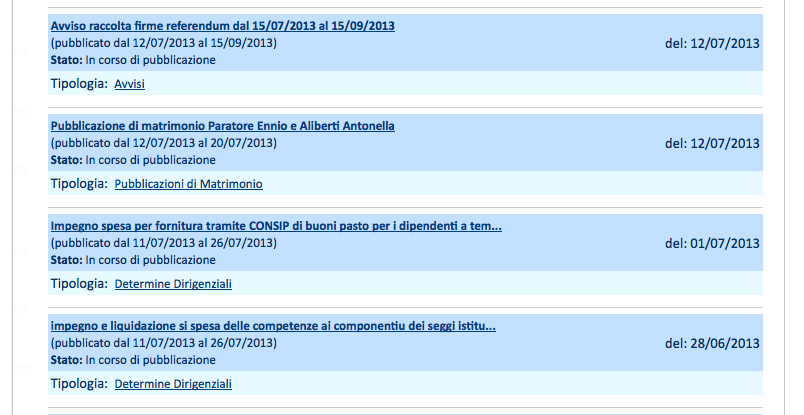 Avviso raccolta firme referendum dal 15/07/2013 al 15/09/2013
(pubblicato dal 12/07/2013 al 15/09/2013)
del: 12/07/2013
Stato: In corso di pubblicazione
Tipologia: Avvisi
Pubblicazione di matrimonio Paratore Ennio e Aliberti Antonella
(pubblicato dal 12/07/2013 al 20/07/2013)
del: 12/07/2013
Stato: In corso di pubblicazione
Tipologia: Pubblicazioni di Matrimonio
Impegno spesa per fornitura tramite CONSIP di buoni pasto per i dipendenti a tem...
(pubblicato dal 11/07/2013 al 26/07/2013)
del: 01/07/2013
Stato: In corso di pubblicazione
Tipologia: Determine Dirigenziali
impegno e liquidazione si spesa delle competenze ai componentiu dei seggi istitu...
(pubblicato dal 11/07/2013 al 26/07/2013)
del: 28/06/2013
Stato: In corso di pubblicazione
Tipologia: Determine Dirigenziali